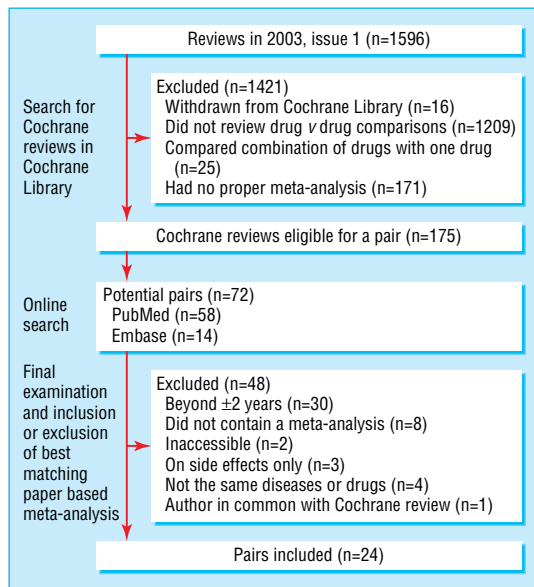 Reviews in 2003, issue 1 (n=1596)
Search for
Cochrane
reviews in
Cochrane
Library
Excluded (n=1421)
Withdrawn from Cochrane Library (n=16)
Did not review drug v drug comparisons (n=1209)
Compared combination of drugs with one drug
(n=25)
Had no proper meta-analysis (n=171)
Cochrane reviews eligible for a pair (n=175)
Online
search
Potential pairs (n=72)
PubMed (n=58)
Embase (n=14)
Final
examination
and inclusion
or exclusion
of best
matching
paper based
meta-analysis
Excluded (n=48)
Beyond ±2 years (n=30)
Did not contain a meta-analysis (n=8)
Inaccessible (n=2)
On side effects only (n=3)
Not the same diseases or drugs (n=4)
Author in common with Cochrane review (n=1)
Pairs included (n=24)